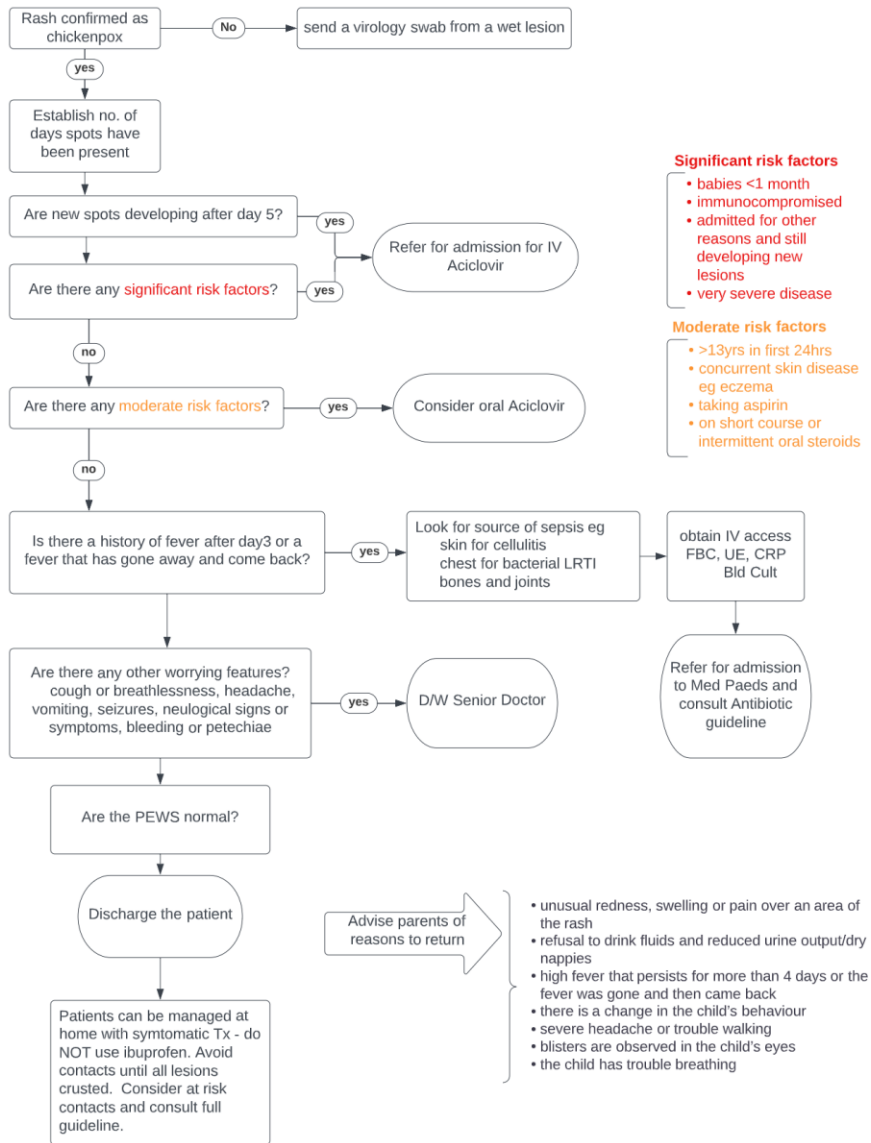 Rash confirmed as
chickenpox
No
send a virology swab from a wet lesion
yes
Establish no. of
days spots have
been present
Are new spots developing after day 5?
yes
Refer for admission for IV
Aciclovir
Are there any significant risk factors?
yes
Significant risk factors
• babies <1 month
• immunocompromised
• admitted for other
reasons and still
developing new
lesions
• very severe disease
no
Moderate risk factors
• >13yrs in first 24hrs
• concurrent skin disease
eg eczema
• taking aspirin
• on short course or
intermittent oral steroids
Are there any moderate risk factors?
yes
Consider oral Aciclovir
no
Is there a history of fever after day3 or a
fever that has gone away and come back?
yes
Look for source of sepsis eg
skin for cellulitis
chest for bacterial LRTI
bones and joints
obtain IV access
FBC, UE, CRP
Bld Cult
Refer for admission
to Med Paeds and
consult Antibiotic
guideline
Are there any other worrying features?
cough or breathlessness, headache,
vomiting, seizures, neulogical signs or
symptoms, bleeding or petechiae
yes
D/W Senior Doctor
Are the PEWS normal?
Discharge the patient
Advise parents of
reasons to return
• unusual redness, swelling or pain over an area of
the rash
• refusal to drink fluids and reduced urine output/dry
nappies
• high fever that persists for more than 4 days or the
fever was gone and then came back
• there is a change in the child's behaviour
• severe headache or trouble walking
• blisters are observed in the child's eyes
• the child has trouble breathing
Patients can be managed at
home with symtomatic Tx - do
NOT use ibuprofen. Avoid
contacts until all lesions
crusted. Consider at risk
contacts and consult full
guideline.